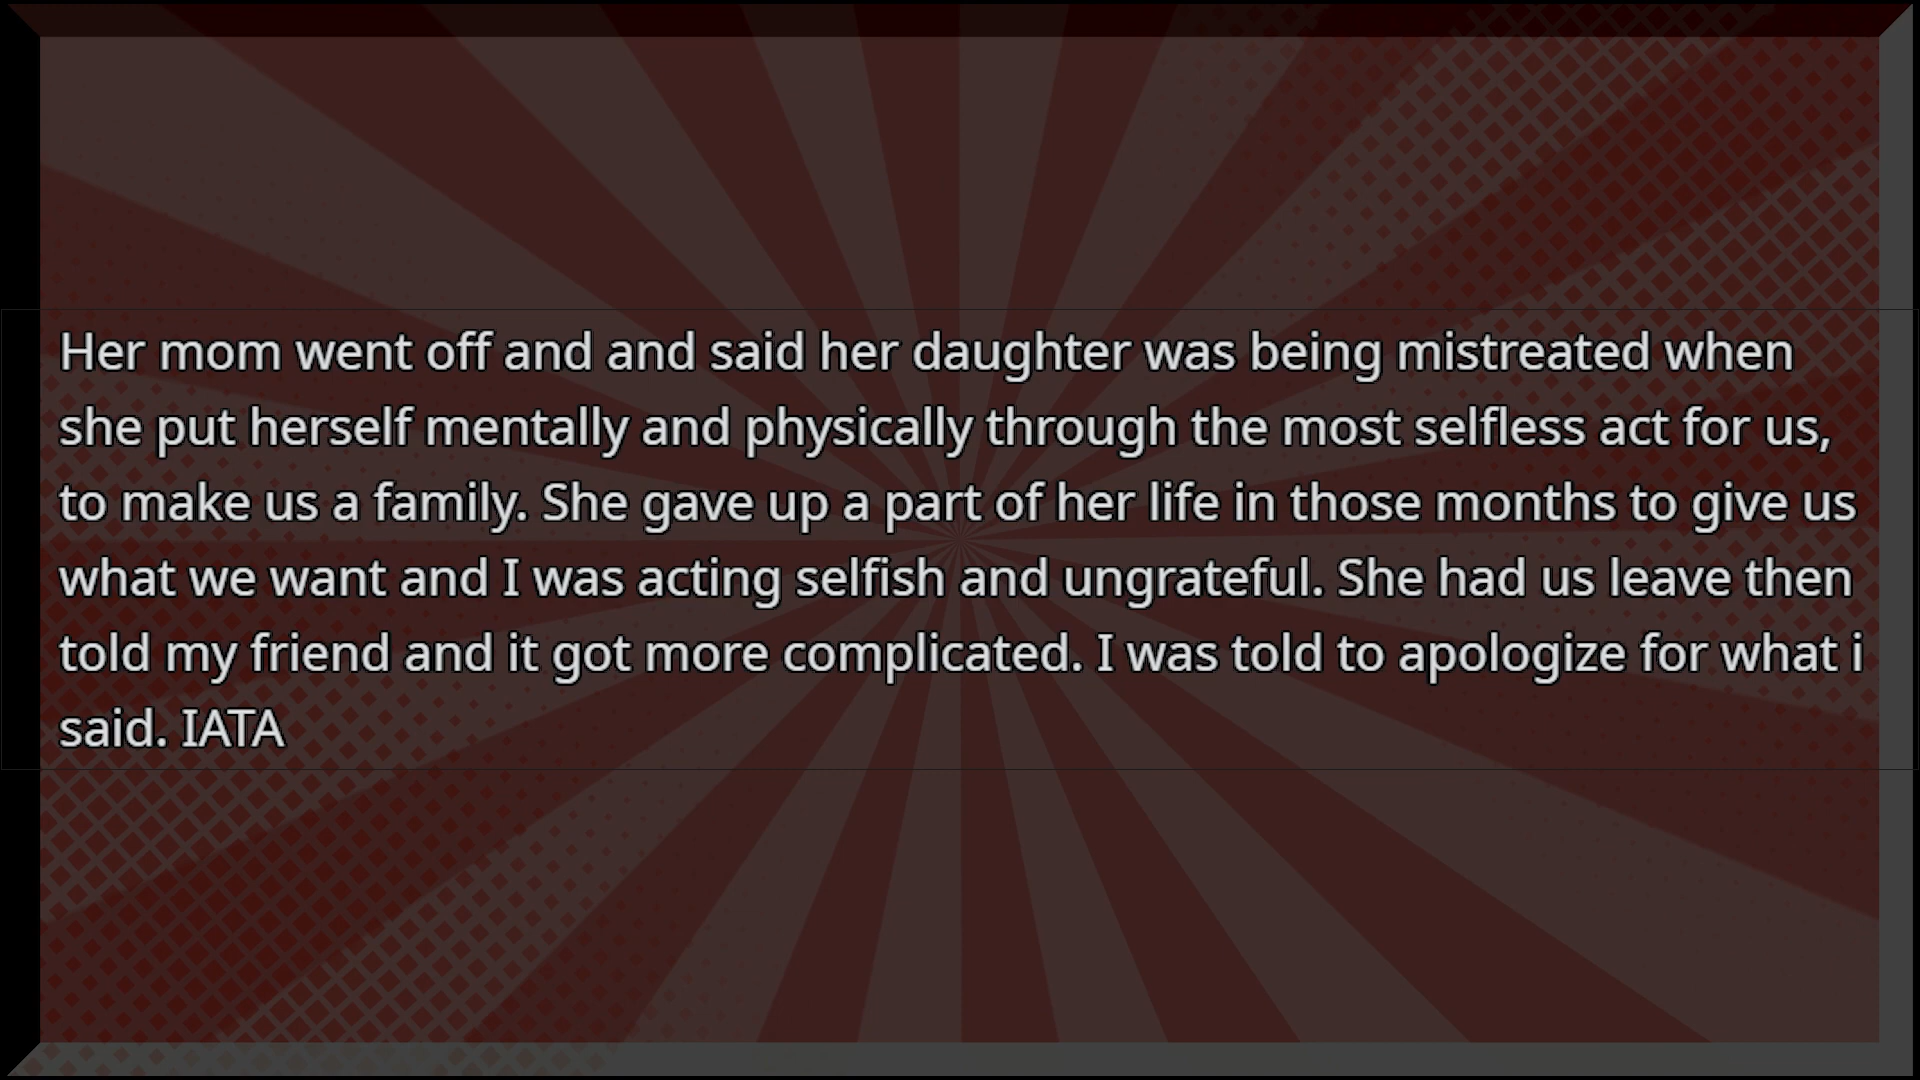 Her mom went off and and said her daughter was being mistreated when
she put herself mentally and physically through the most selfless act for us,
to make us a family. She gave up a part of her life in those months to give us
what we want and I was acting selfish and ungrateful. She had us leave then
told my friend and it got more complicated. I was told to apologize for what i
said. IATA